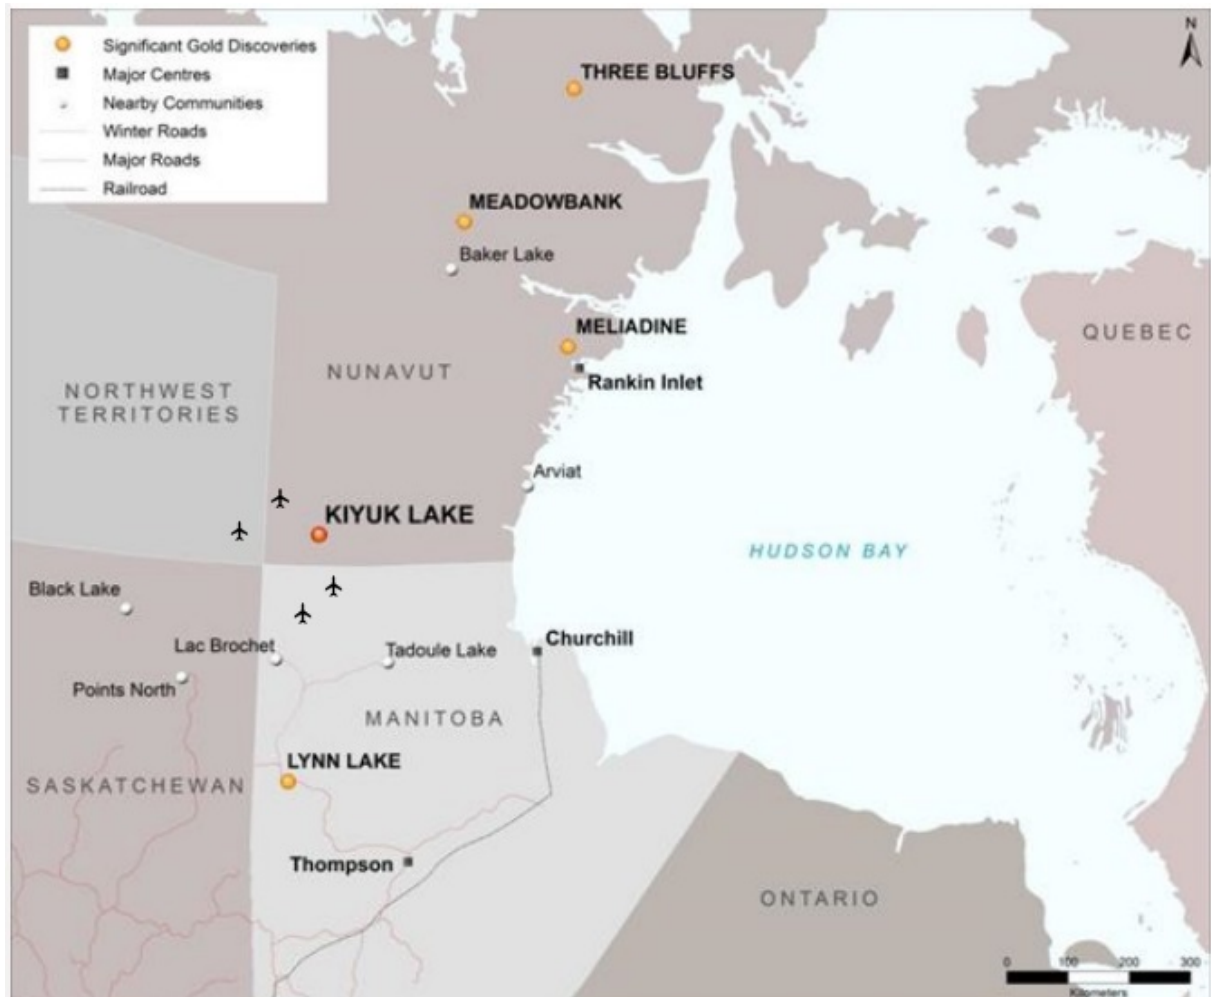 Significant Gold Discoveries
Major Centres
Nearby Communities
Winter Roads
Major Roads
Railroad
N
THREE BLUFFS
MEADOWBANK
Baker Lake
MELIADINE
Rankin Inlet
NUNAVUT
QUEBEC
NORTHWEST
TERRITORIES
Arviat
KIYUK LAKE
HUDSON BAY
Black Lake
Lac Brochet
Tadoule Lake
Churchill
Points North
MANITOBA
LYNN LAKE
SASKATCHEWAN
Thompson
ONTARIO
0 100 200 300
Kilometers